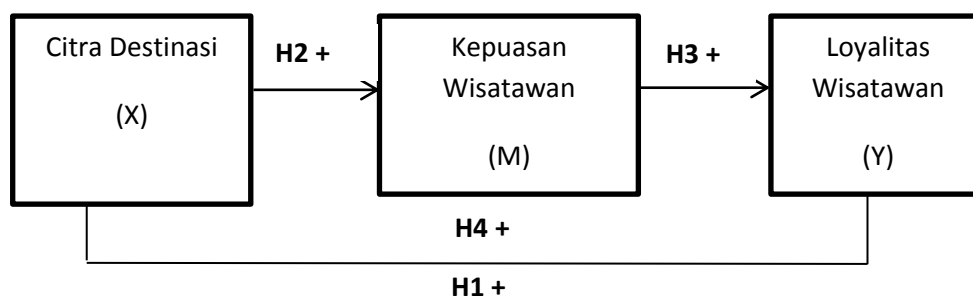 Citra Destinasi
(X)
H2 +
Kepuasan
Wisatawan
(M)
H3 +
Loyalitas
Wisatawan
(Y)
H4 +
H1 +